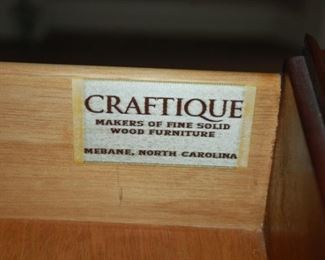 CRAFTIQUE
MAKERS OF FINE SOLID
WOOD FURNITURE
MEBANE, NORTH CAROLINA